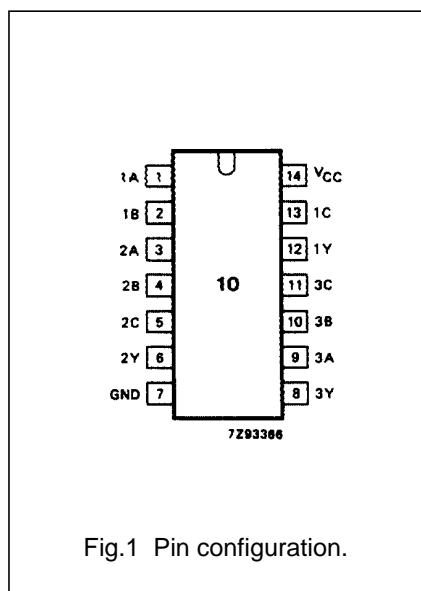 1A 1 14 VCC
1B 2 13 1C
2A 3 12 1Y
2B 4 10 11 3C
2C 5 10 3B
2Y 6 9 3A
GND 7 8 3Y
7Z93366
Fig.1 Pin configuration.